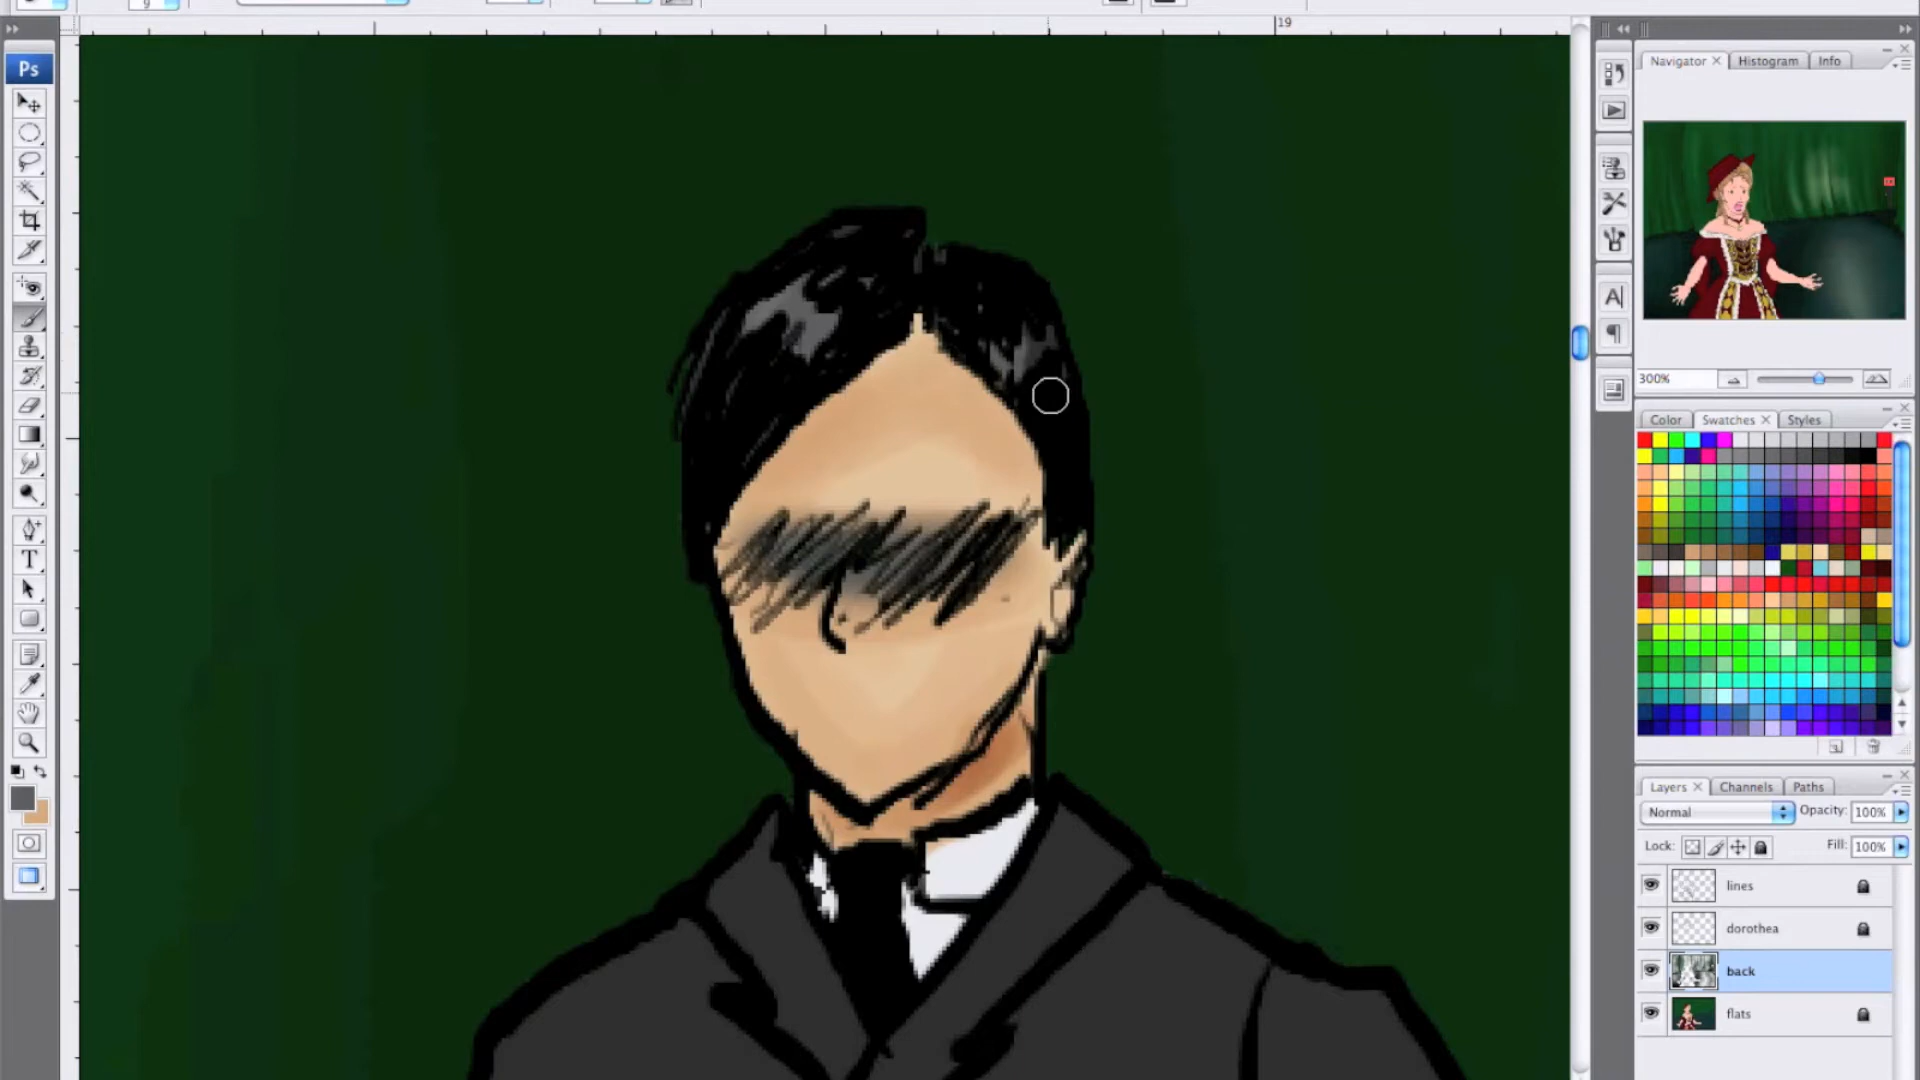 9
19
Ps
Navigator Histogram Info
A
T
300%
Color Swatches Styles
Layers Channels Paths
Normal Opacity: 100%
Lock: Fill: 100%
lines
dorothea
back
flats